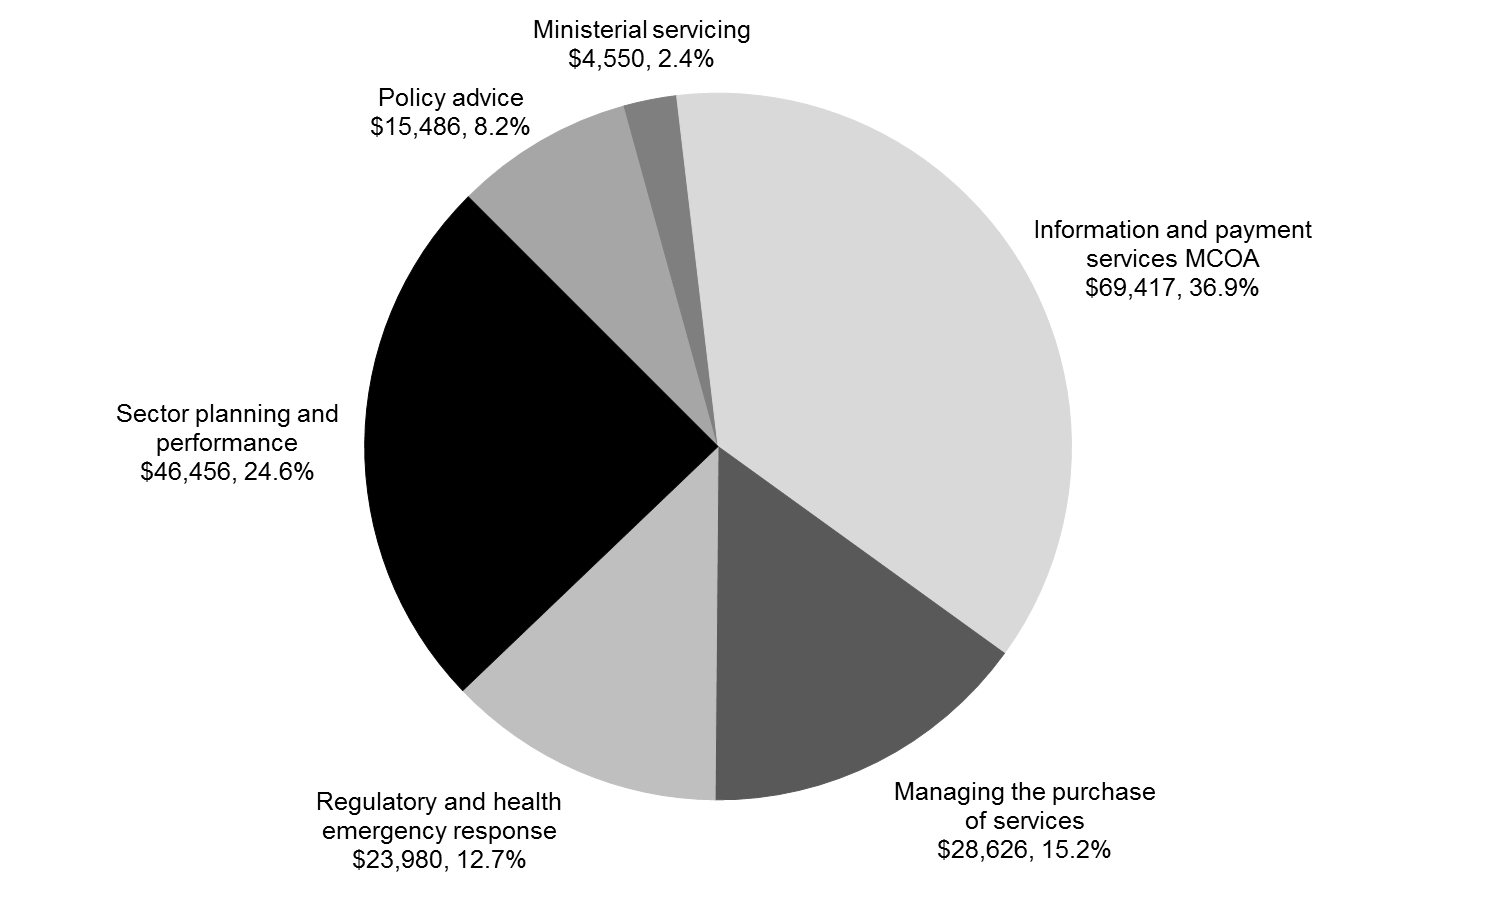 Ministerial servicing
$4,550, 2.4%
Policy advice
$15,486, 8.2%
Information and payment
services MCOA
$69,417, 36.9%
Sector planning and
performance
$46,456, 24.6%
Managing the purchase
of services
$28,626, 15.2%
Regulatory and health
emergency response
$23,980, 12.7%